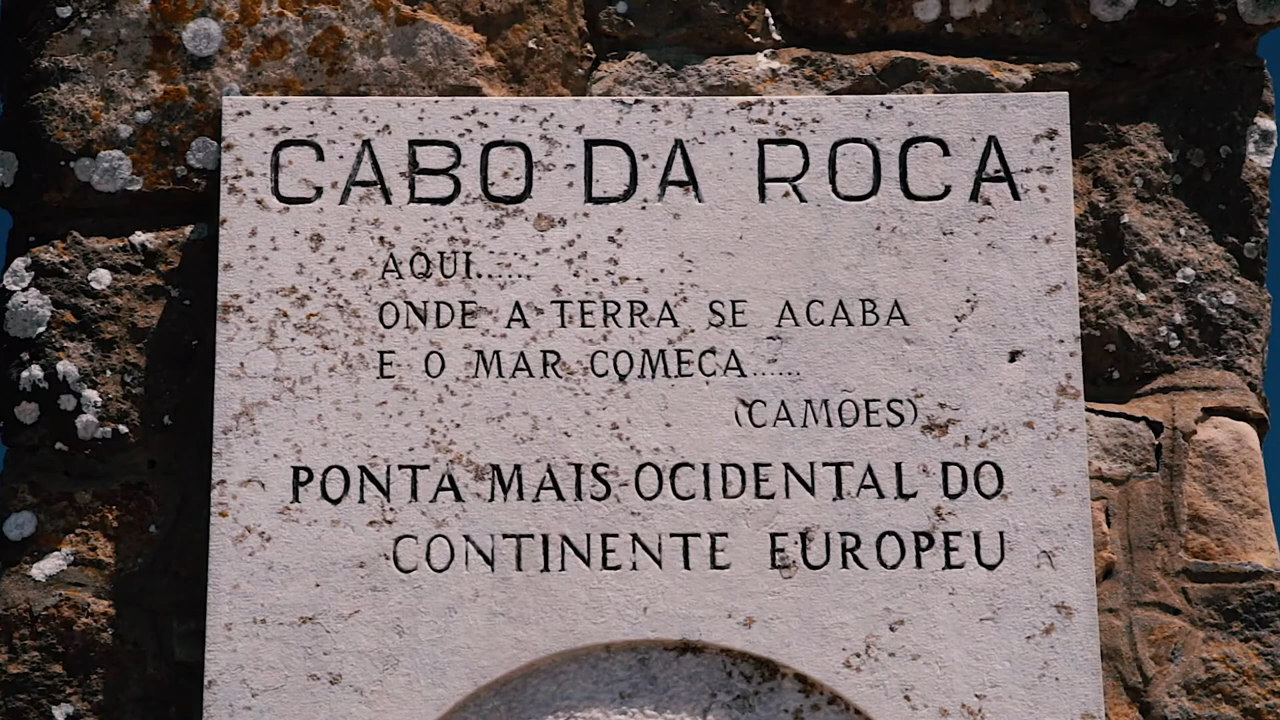 CABO DA ROCA
AQUI......
ONDE A TERRA SE ACABA
E O MAR COMEÇA......
(CAMÕES)
PONTA MAIS OCIDENTAL DO
CONTINENTE EUROPEU